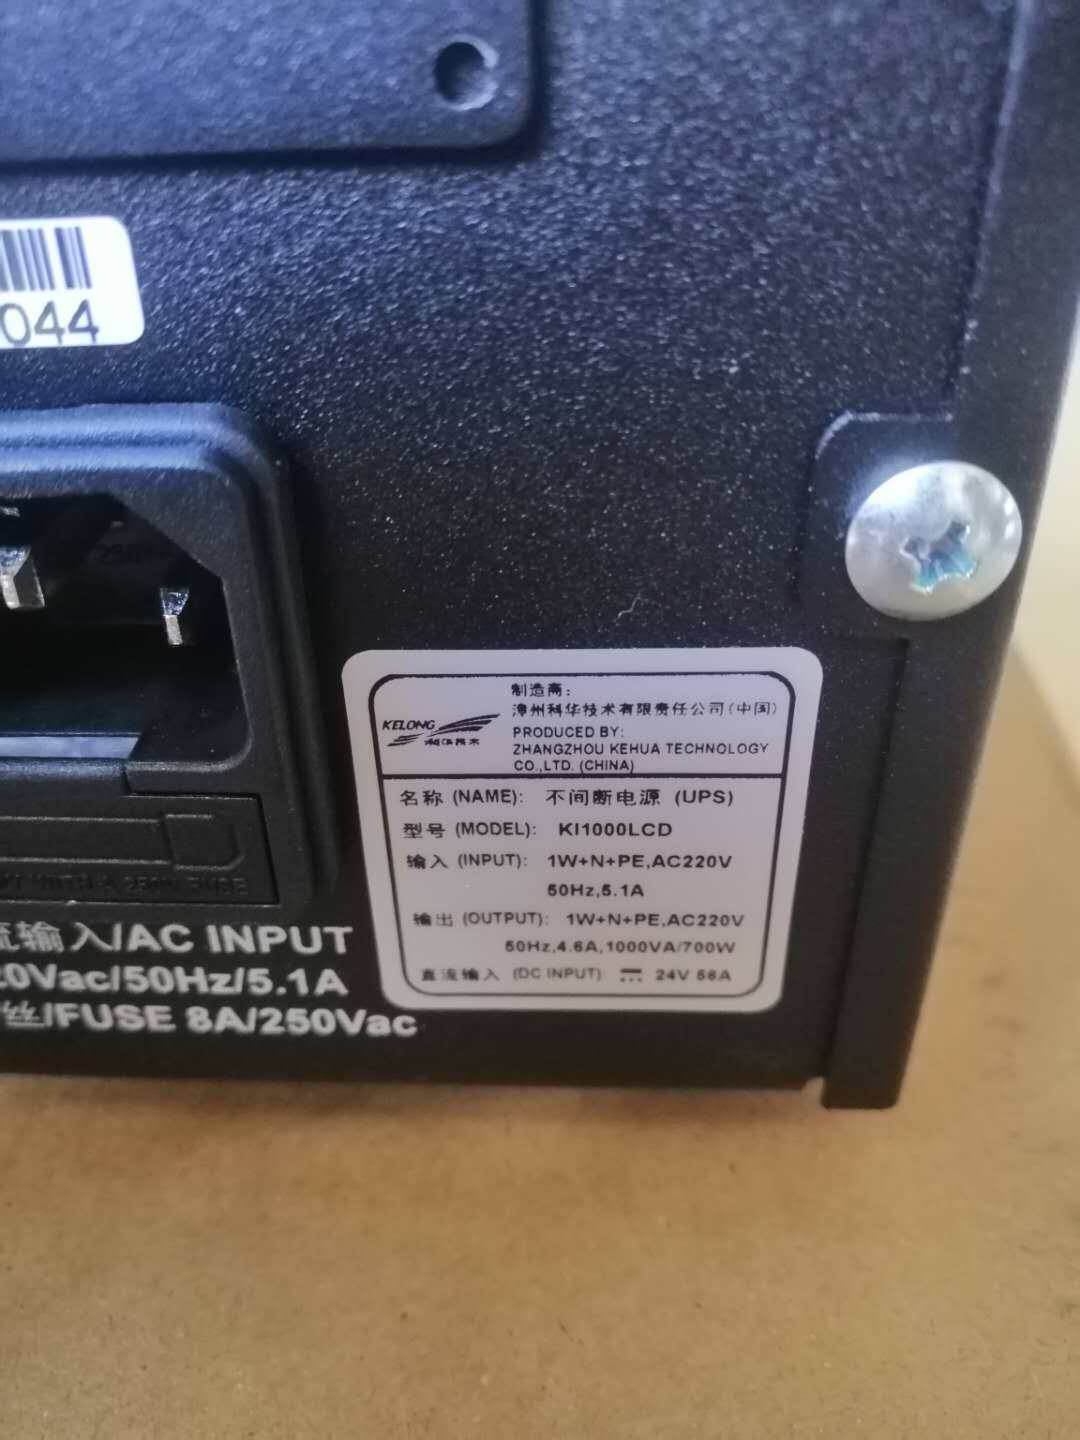 044
制造商:
漳州科华技术有限责任公司(中国)
KELONG
科华技术
PRODUCED BY:
ZHANGZHOU KEHUA TECHNOLOGY
CO.,LTD. (CHINA)
名称 (NAME): 不间断电源 (UPS)
型号 (MODEL): KI1000LCD
输入 (INPUT): 1W+N+PE,AC220V
50Hz,5.1A
输出 (OUTPUT): 1W+N+PE,AC220V
50Hz,4.6A,1000VA/700W
直流输入 (DC INPUT): 24V 56A
WITH A 250V FUSE
流输入/AC INPUT
20Vac/50Hz/5.1A
丝/FUSE 8A/250Vac